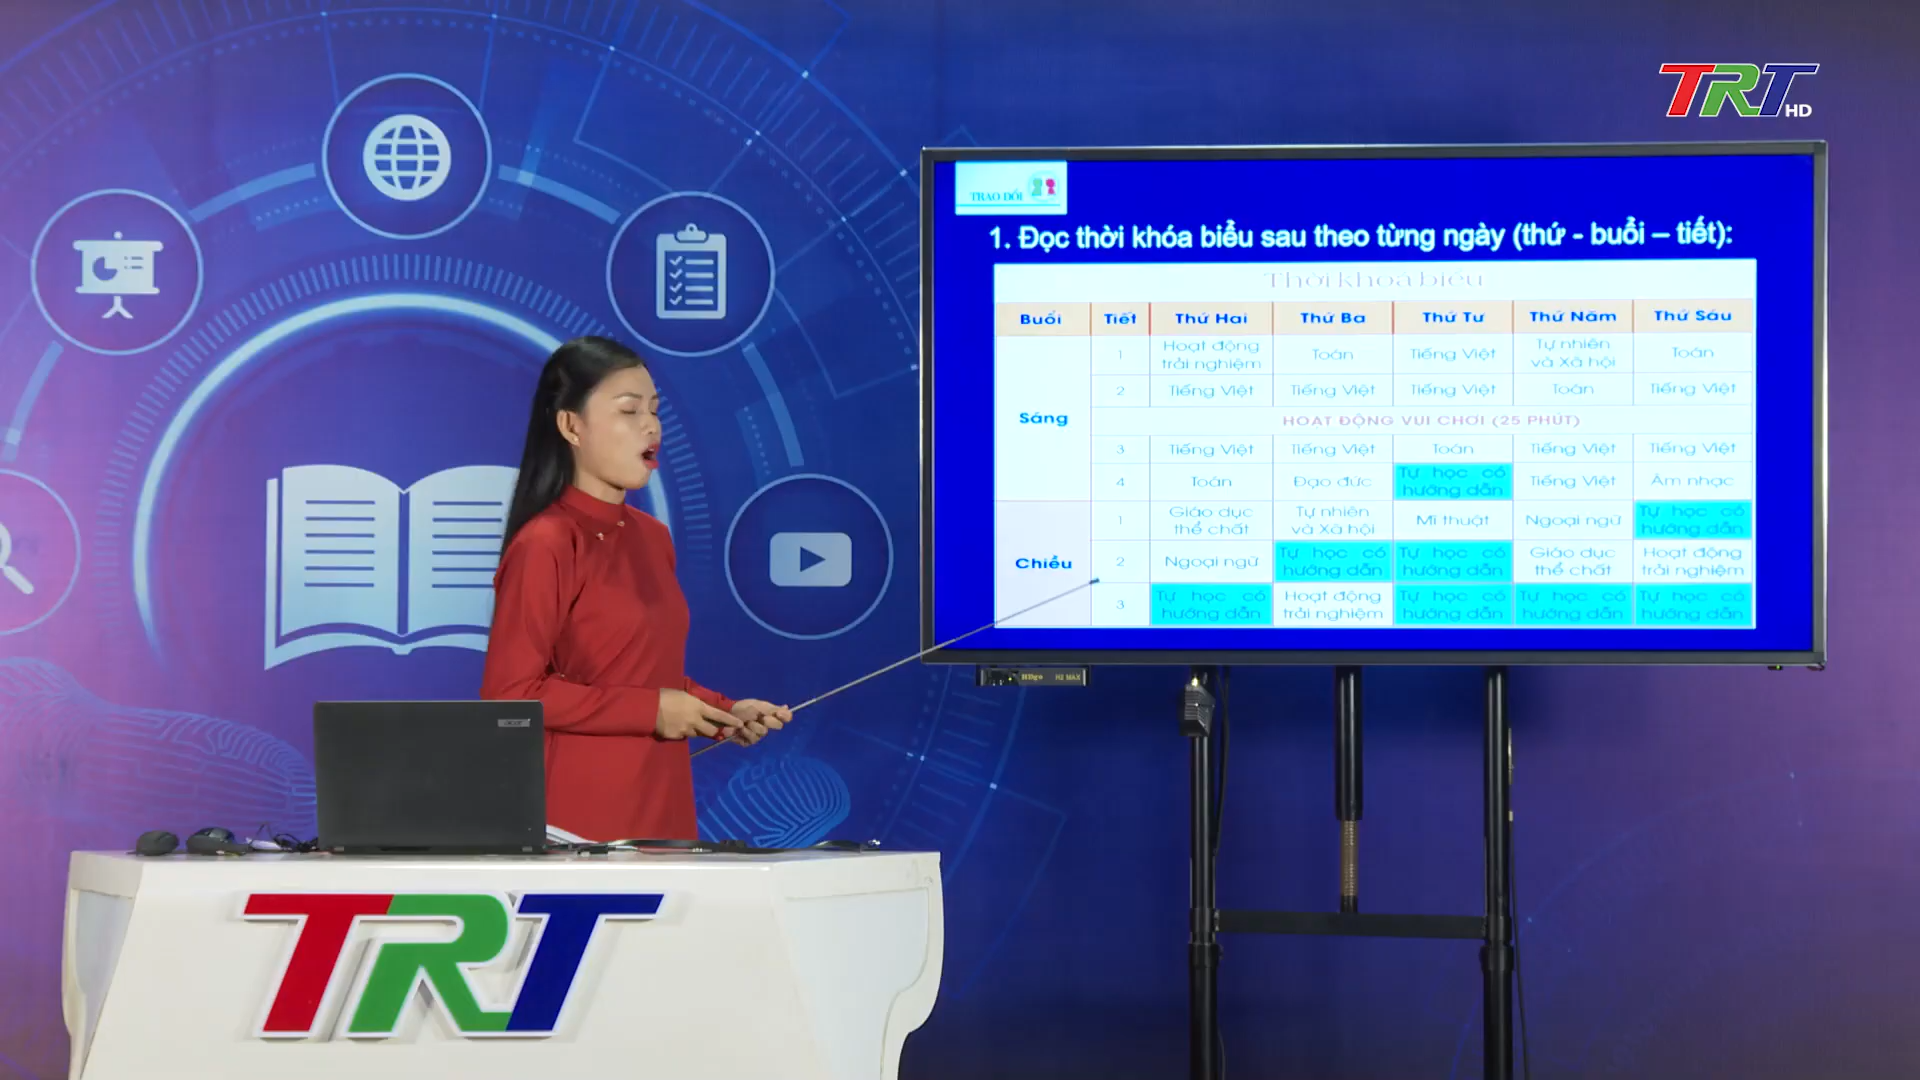 TRT HD
TRAO ĐỔI
1. Đọc thời khóa biểu sau theo từng ngày (thứ - buổi – tiết):
Thời khoá biểu
Buổi Tiết Thứ Hai Thứ Ba Thứ Tư Thứ Năm Thứ Sáu
Sáng
1 Hoạt động trải nghiệm Toán Tiếng Việt Tự nhiên và Xã hội Toán
2 Tiếng Việt Tiếng Việt Tiếng Việt Toán Tiếng Việt
HOẠT ĐỘNG VUI CHƠI (25 PHÚT)
3 Tiếng Việt Tiếng Việt Toán Tiếng Việt Tiếng Việt
4 Toán Đạo đức Tự học có hướng dẫn Tiếng Việt Âm nhạc
Chiều
1 Giáo dục thể chất Tự nhiên và Xã hội Mĩ thuật Ngoại ngữ Tự học có hướng dẫn
2 Ngoại ngữ Tự học có hướng dẫn Tự học có hướng dẫn Giáo dục thể chất Hoạt động trải nghiệm
3 Tự học có hướng dẫn Hoạt động trải nghiệm Tự học có hướng dẫn Tự học có hướng dẫn Tự học có hướng dẫn
H2 MAX
acer
TRT